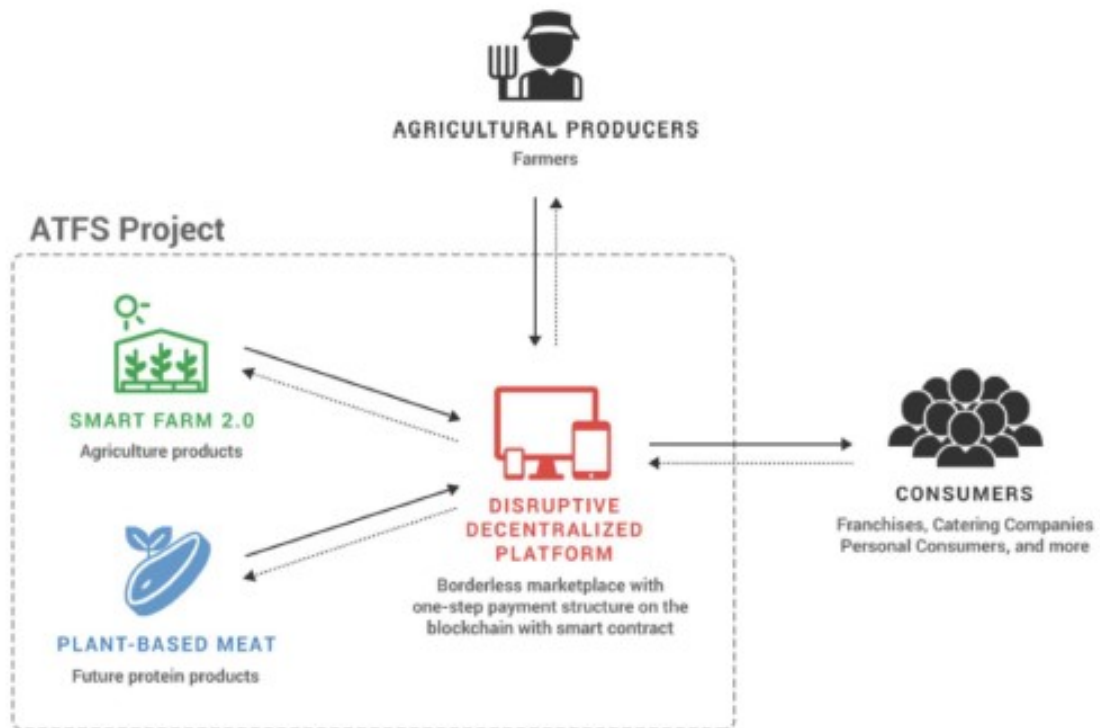 AGRICULTURAL PRODUCERS
Farmers
ATFS Project
SMART FARM 2.0
Agriculture products
DISRUPTIVE
DECENTRALIZED
PLATFORM
Borderless marketplace with
one-step payment structure on the
blockchain with smart contract
CONSUMERS
Franchises, Catering Companies
Personal Consumers, and more
PLANT-BASED MEAT
Future protein products